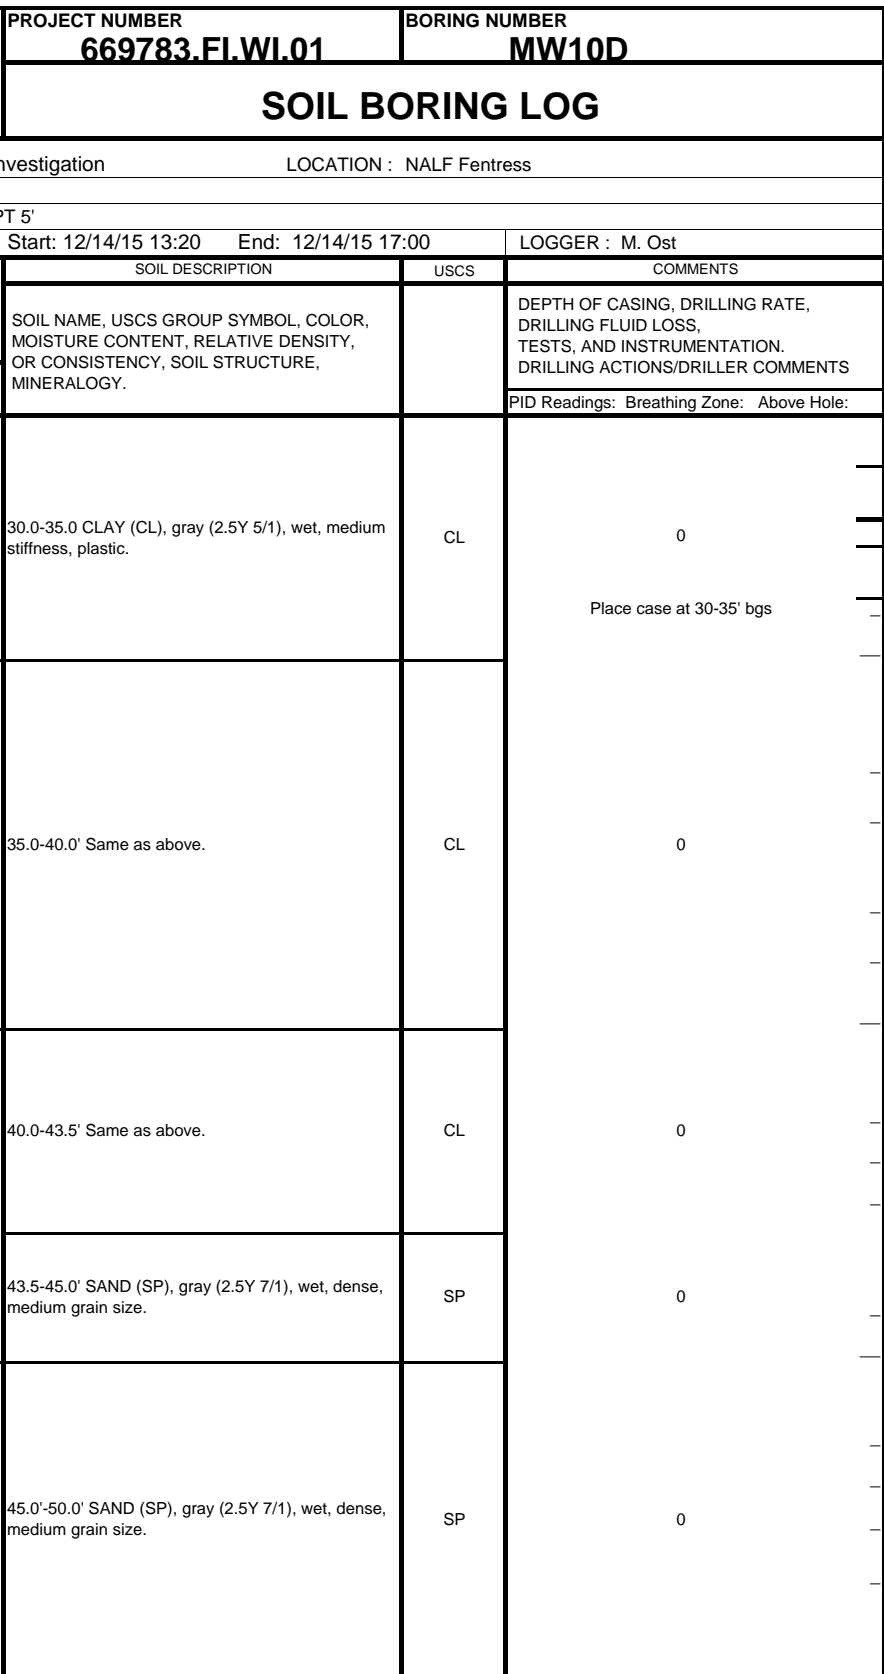 PROJECT NUMBER
BORING NUMBER
669783.FI.WI.01
MW10D
SOIL BORING LOG
nvestigation
LOCATION : NALF Fentress
PT 5'
Start: 12/14/15 13:20 End: 12/14/15 17:00
LOGGER : M. Ost
SOIL DESCRIPTION
USCS
COMMENTS
SOIL NAME, USCS GROUP SYMBOL, COLOR,
MOISTURE CONTENT, RELATIVE DENSITY,
OR CONSISTENCY, SOIL STRUCTURE,
MINERALOGY.
DEPTH OF CASING, DRILLING RATE,
DRILLING FLUID LOSS,
TESTS, AND INSTRUMENTATION.
DRILLING ACTIONS/DRILLER COMMENTS
PID Readings: Breathing Zone: Above Hole:
30.0-35.0 CLAY (CL), gray (2.5Y 5/1), wet, medium
stiffness, plastic.
CL
0
Place case at 30-35' bgs
35.0-40.0' Same as above.
CL
0
40.0-43.5' Same as above.
CL
0
43.5-45.0' SAND (SP), gray (2.5Y 7/1), wet, dense,
medium grain size.
SP
0
45.0'-50.0' SAND (SP), gray (2.5Y 7/1), wet, dense,
medium grain size.
SP
0